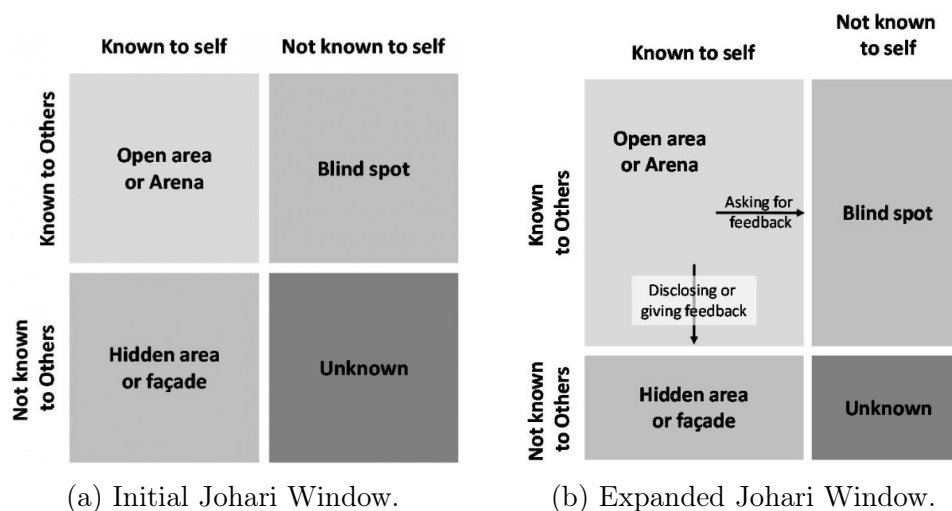 Known to self
Not known to self
Known to Others
Open area
or Arena
Blind spot
Not known
to Others
Hidden area
or façade
Unknown
(a) Initial Johari Window.
Known to self
Not known
to self
Known
to Others
Open area
or Arena
Asking for
feedback
Blind spot
Disclosing or
giving feedback
Not known
to Others
Hidden area
or façade
Unknown
(b) Expanded Johari Window.